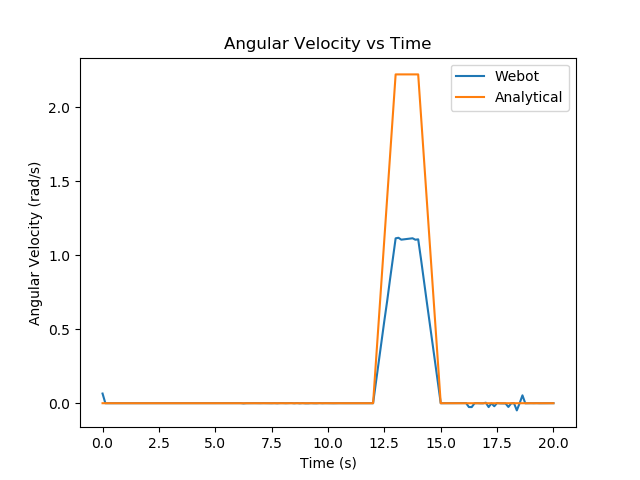 Angular Velocity vs Time
Webot
Analytical
Angular Velocity (rad/s)
2.0
1.5
1.0
0.5
0.0
0.0 2.5 5.0 7.5 10.0 12.5 15.0 17.5 20.0
Time (s)